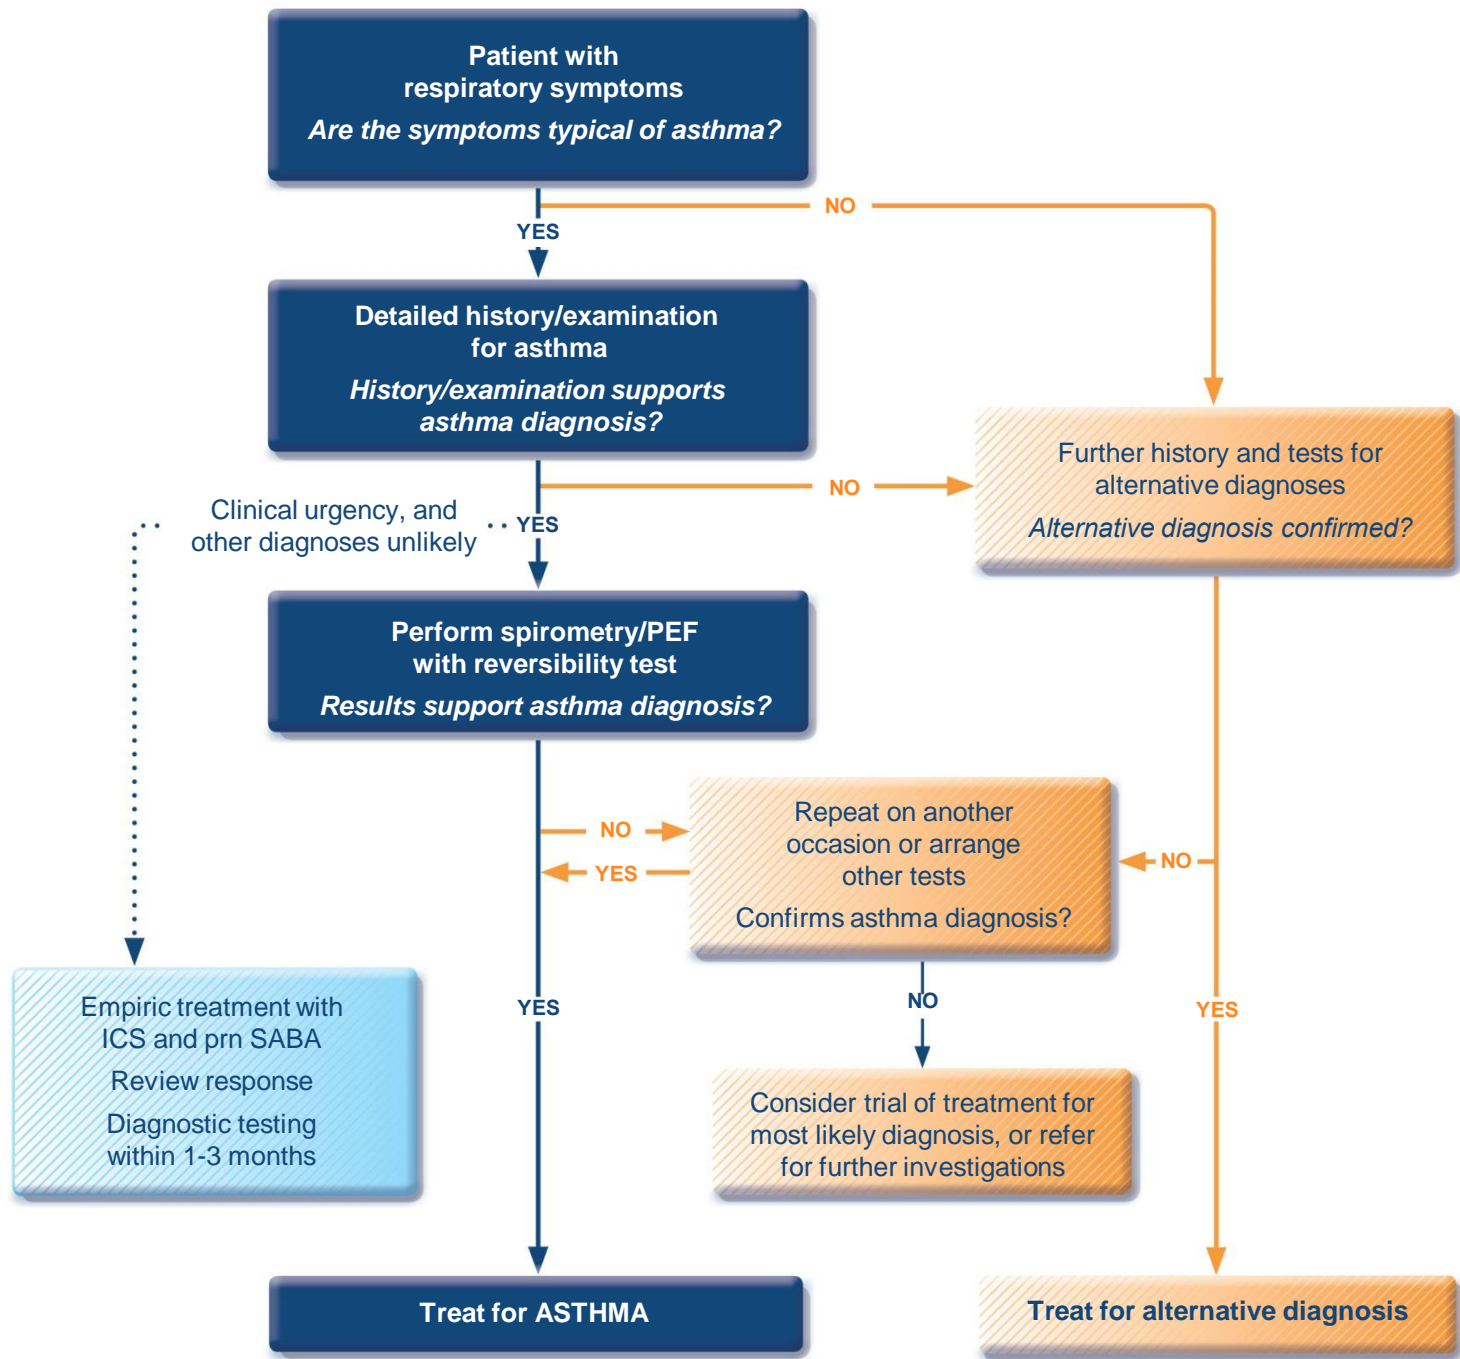 Patient with
respiratory symptoms
Are the symptoms typical of asthma?
NO
YES
Detailed history/examination
for asthma
History/examination supports
asthma diagnosis?
Further history and tests for
alternative diagnoses
Alternative diagnosis confirmed?
NO
Clinical urgency, and
other diagnoses unlikely
YES
Perform spirometry/PEF
with reversibility test
Results support asthma diagnosis?
Repeat on another
occasion or arrange
other tests
Confirms asthma diagnosis?
NO
YES
NO
Empiric treatment with
ICS and prn SABA
Review response
Diagnostic testing
within 1-3 months
YES
NO
YES
Consider trial of treatment for
most likely diagnosis, or refer
for further investigations
Treat for ASTHMA
Treat for alternative diagnosis